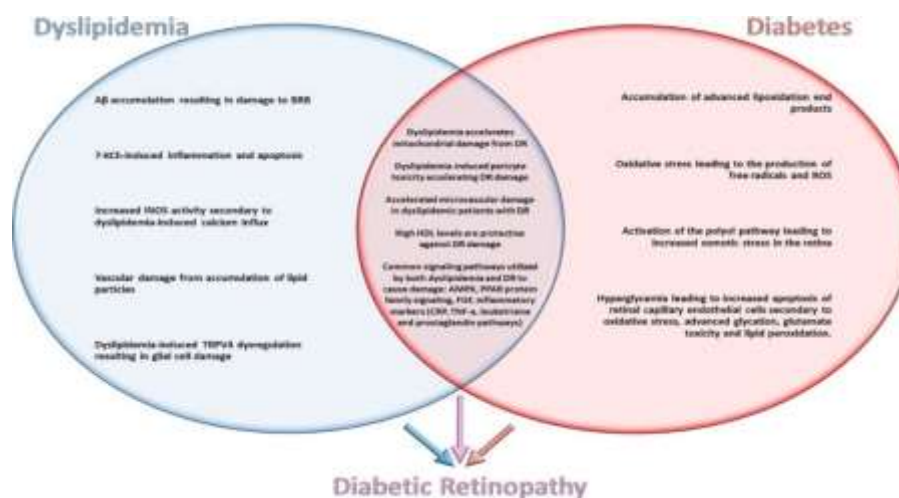 Dyslipidemia
Diabetes
Aβ accumulation resulting in damage to BRB
7-KCh-induced inflammation and apoptosis
Increased iNOS activity secondary to
dyslipidemia-induced calcium influx
Vascular damage from accumulation of lipid
particles
Dyslipidemia-induced TRPV4 dysregulation
resulting in glial cell damage
Dyslipidemia accelerates
mitochondrial damage from DR
Dyslipidemia-induced pericyte
toxicity accelerating DR damage
Accelerated microvascular damage
in dyslipidemic patients with DR
High HDL levels are protective
against DR damage
Common signaling pathways utilized
by both dyslipidemia and DR to
cause damage: AMPK, PPAR protein
family signaling, FGF, inflammatory
markers (CRP, TNF-α, leukotriene
and prostaglandin pathways)
Accumulation of advanced lipoxidation end
products
Oxidative stress leading to the production of
free radicals and ROS
Activation of the polyol pathway leading to
increased osmotic stress in the retina
Hyperglycemia leading to increased apoptosis of
retinal capillary endothelial cells secondary to
oxidative stress, advanced glycation, glutamate
toxicity and lipid peroxidation.
Diabetic Retinopathy